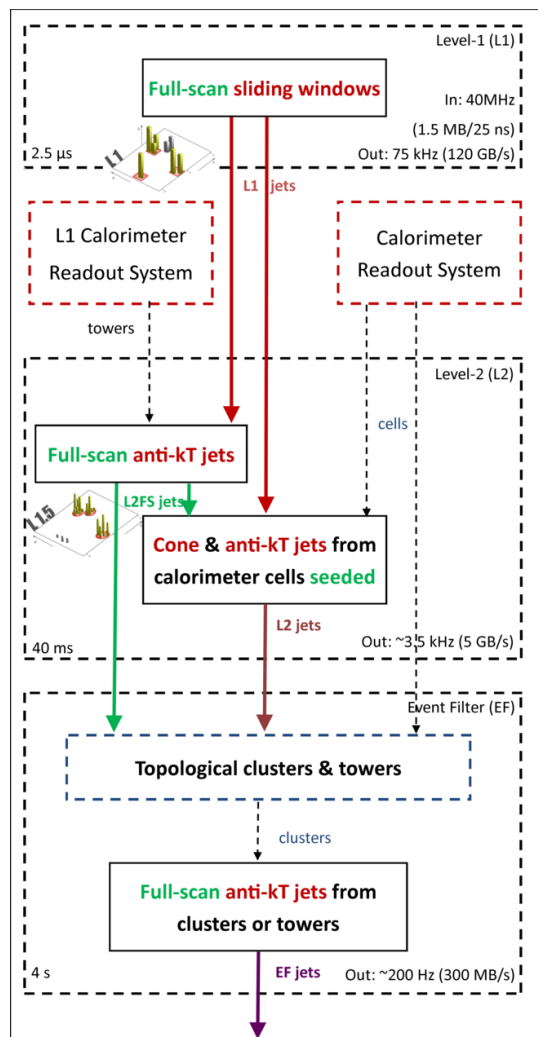 Level-1 (L1)
Full-scan sliding windows
In: 40MHz
(1.5 MB/25 ns)
2.5 µs
Out: 75 kHz (120 GB/s)
L1
L1 jets
L1 Calorimeter
Readout System
Calorimeter
Readout System
towers
Level-2 (L2)
cells
Full-scan anti-kT jets
L2FS jets
L1.5
Cone & anti-kT jets from
calorimeter cells seeded
L2 jets
40 ms
Out: ~3.5 kHz (5 GB/s)
Event Filter (EF)
Topological clusters & towers
clusters
Full-scan anti-kT jets from
clusters or towers
4 s
EF jets
Out: ~200 Hz (300 MB/s)